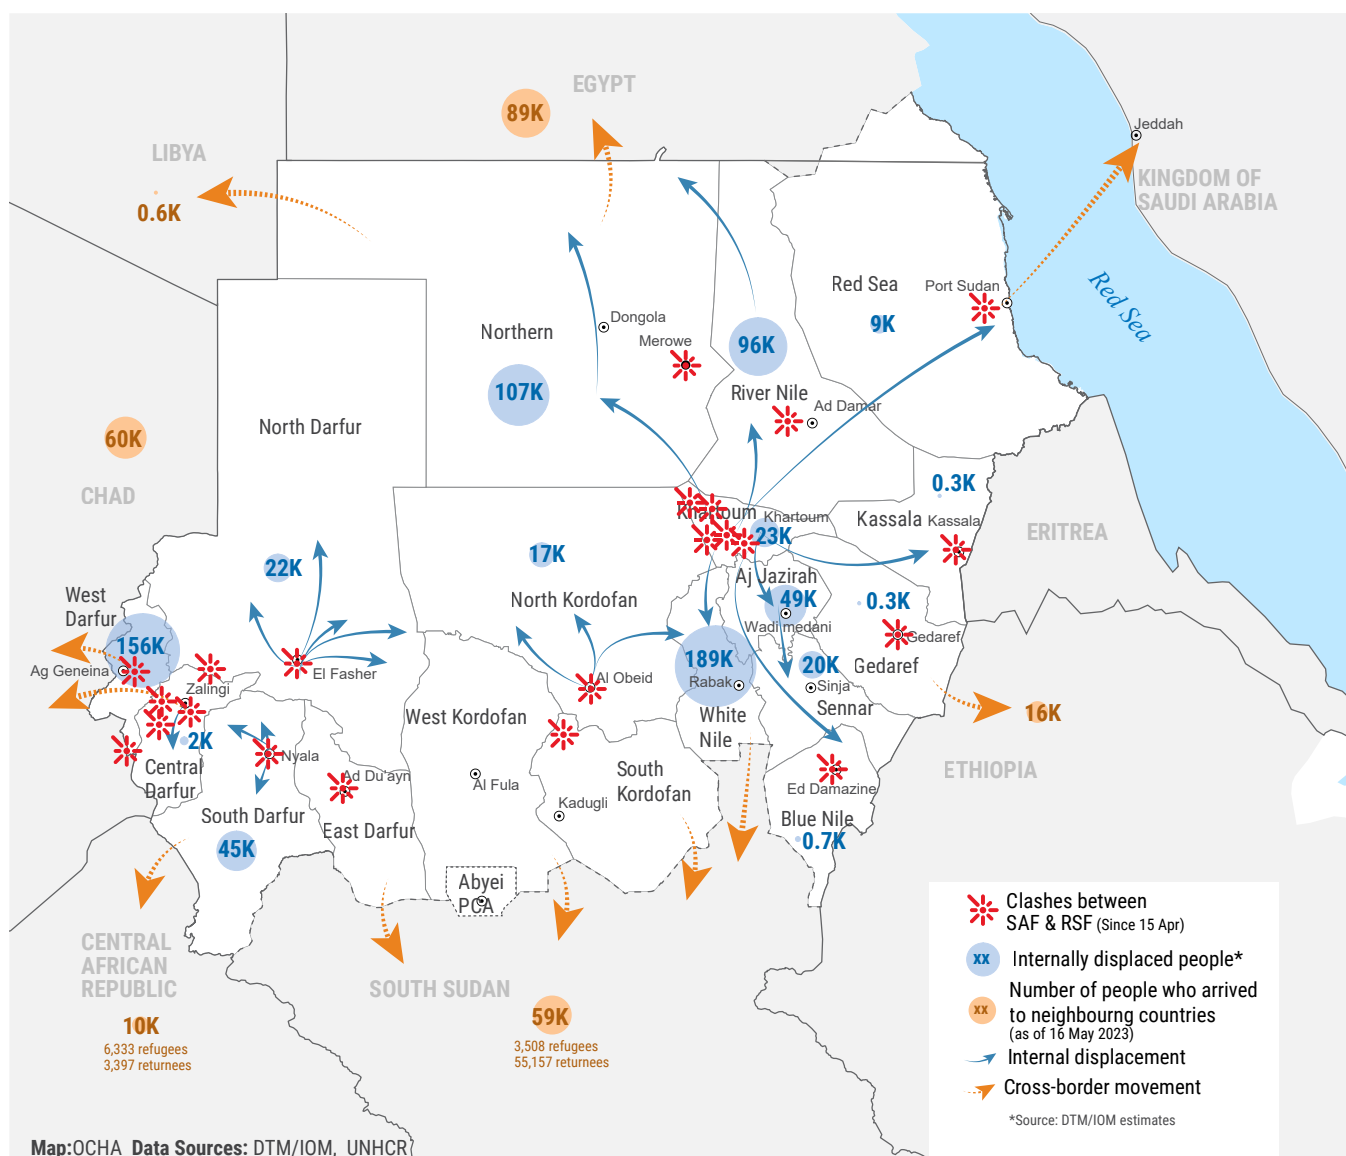 EGYPT
89K
Jeddah
LIBYA
KINGDOM OF
SAUDI ARABIA
0.6K
Red Sea
Red Sea
Port Sudan
9K
Northern
Dongola
Merowe
96K
107K
River Nile
Ad Damar
North Darfur
60K
CHAD
0.3K
Khartoum
Khartoum
Kassala
Kassala
23K
ERITREA
17K
22K
Aj Jazirah
49K
0.3K
West
Darfur
North Kordofan
Wadi medani
Gedaref
156K
Ag Geneina
El Fasher
189K
20K
Gedaref
Zalingi
Al Obeid
Rabak
Sinja
Sennar
West Kordofan
White
Nile
16K
2K
Nyala
Central
Darfur
Ad Du'ayn
Al Fula
South
Kordofan
ETHIOPIA
Ed Damazine
Kadugli
South Darfur
East Darfur
Blue Nile
45K
0.7K
Abyei
PCA
CENTRAL
AFRICAN
REPUBLIC
10K
6,333 refugees
3,397 returnees
SOUTH SUDAN
59K
3,508 refugees
55,157 returnees
Clashes between
SAF & RSF (Since 15 Apr)
xx Internally displaced people*
Number of people who arrived
xx to neighbourng countries
(as of 16 May 2023)
Internal displacement
Cross-border movement
*Source: DTM/IOM estimates
Map:OCHA Data Sources: DTM/IOM, UNHCR